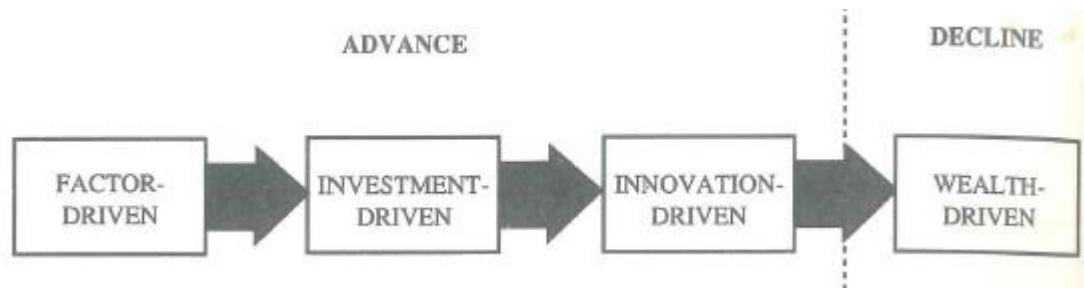 ADVANCE
DECLINE
FACTOR-
DRIVEN
INVESTMENT-
DRIVEN
INNOVATION-
DRIVEN
WEALTH-
DRIVEN